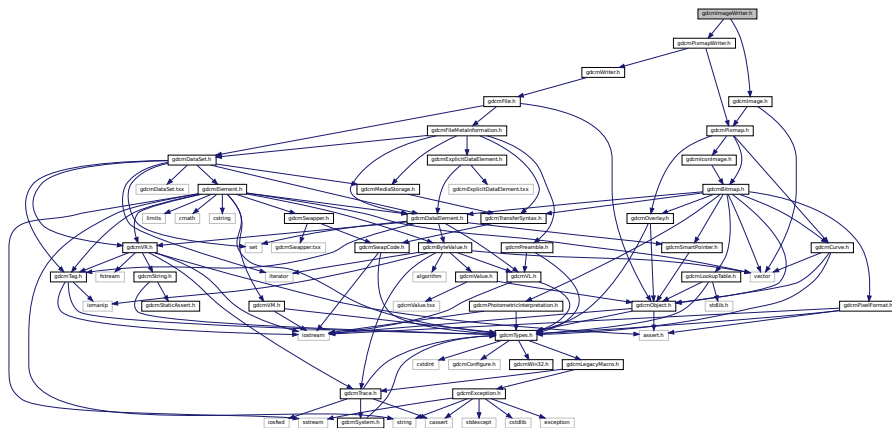 gdcmImageWriter.h
gdcmPixmapWriter.h
gdcmWriter.h
gdcmFile.h
gdcmImage.h
gdcmFileMetaInformation.h
gdcmPixmap.h
gdcmDataSet.h
gdcmExplicitDataElement.h
gdcmIconImage.h
gdcmDataSet.txx
gdcmElement.h
gdcmMediaStorage.h
gdcmExplicitDataElement.txx
gdcmBitmap.h
limits
cmath
cstring
gdcmSwapper.h
gdcmDataElement.h
gdcmTransferSyntax.h
gdcmOverlay.h
gdcmVR.h
gdcmSwapper.txx
set
gdcmSwapCode.h
gdcmByteValue.h
gdcmPreamble.h
gdcmSmartPointer.h
gdcmCurve.h
gdcmTag.h
fstream
gdcmString.h
iterator
algorithm
gdcmValue.h
gdcmVL.h
gdcmLookupTable.h
vector
iomanip
gdcmStaticAssert.h
gdcmVM.h
gdcmValue.txx
gdcmPhotometricInterpretation.h
gdcmObject.h
stdlib.h
gdcmPixelFormat.h
iostream
gdcmTypes.h
assert.h
cstdint
gdcmConfigure.h
gdcmWin32.h
gdcmLegacyMacro.h
gdcmTrace.h
gdcmException.h
iosfwd
sstream
gdcmSystem.h
string
cassert
stdexcept
cstdlib
exception